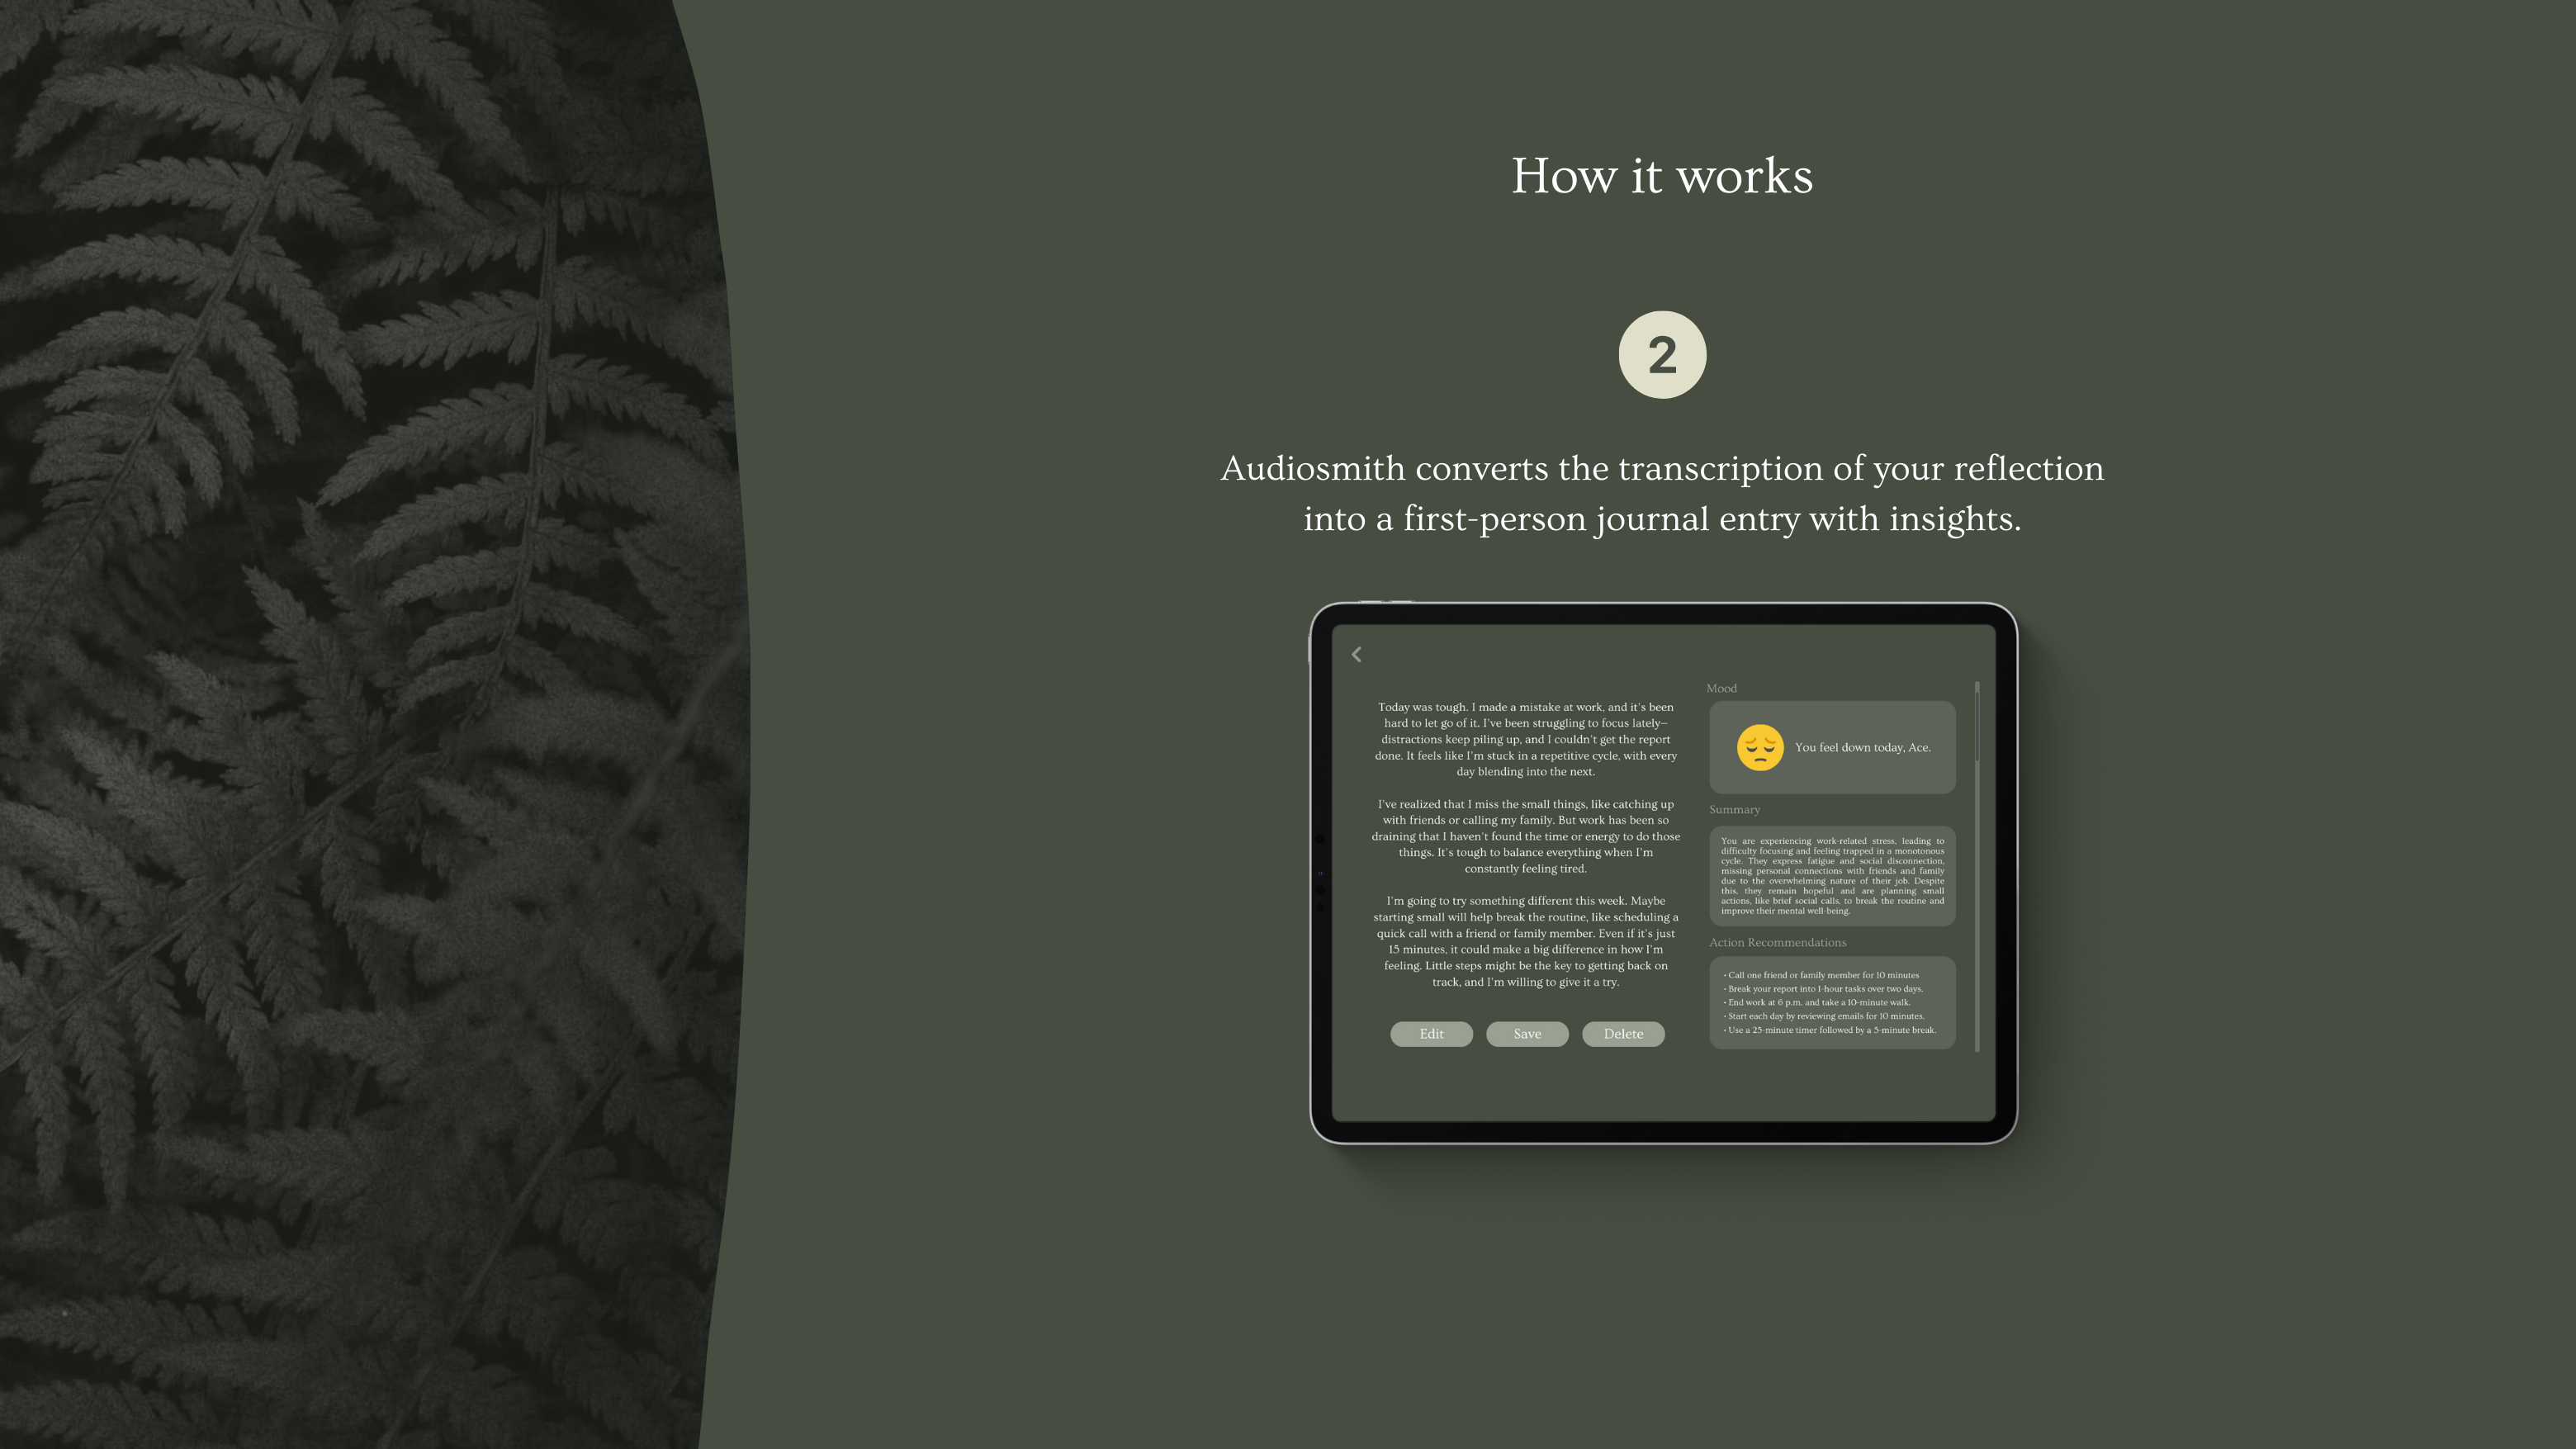 How it works
2
Audiosmith converts the transcription of your reflection
into a first-person journal entry with insights.
Today was tough. I made a mistake at work, and it's been
hard to let go of it. I've been struggling to focus lately—
distractions keep piling up, and I couldn't get the report
done. It feels like I'm stuck in a repetitive cycle, with every
day blending into the next.
I've realized that I miss the small things, like catching up
with friends or calling my family. But work has been so
draining that I haven't found the time or energy to do those
things. It's tough to balance everything when I'm
constantly feeling tired.
I'm going to try something different this week. Maybe
starting small will help break the routine, like scheduling a
quick call with a friend or family member. Even if it's just
15 minutes, it could make a big difference in how I'm
feeling. Little steps might be the key to getting back on
track, and I'm willing to give it a try.
Edit
Save
Delete
Mood
You feel down today, Ace.
Summary
You are experiencing work-related stress, leading to
difficulty focusing and feeling trapped in a monotonous
cycle. They express fatigue and social disconnection,
missing personal connections with friends and family
due to the overwhelming nature of their job. Despite
this, they remain hopeful and are planning small
actions, like brief social calls, to break the routine and
improve their mental well-being.
Action Recommendations
• Call one friend or family member for 10 minutes
• Break your report into 1-hour tasks over two days.
• End work at 6 p.m. and take a 10-minute walk.
• Start each day by reviewing emails for 10 minutes.
• Use a 25-minute timer followed by a 5-minute break.